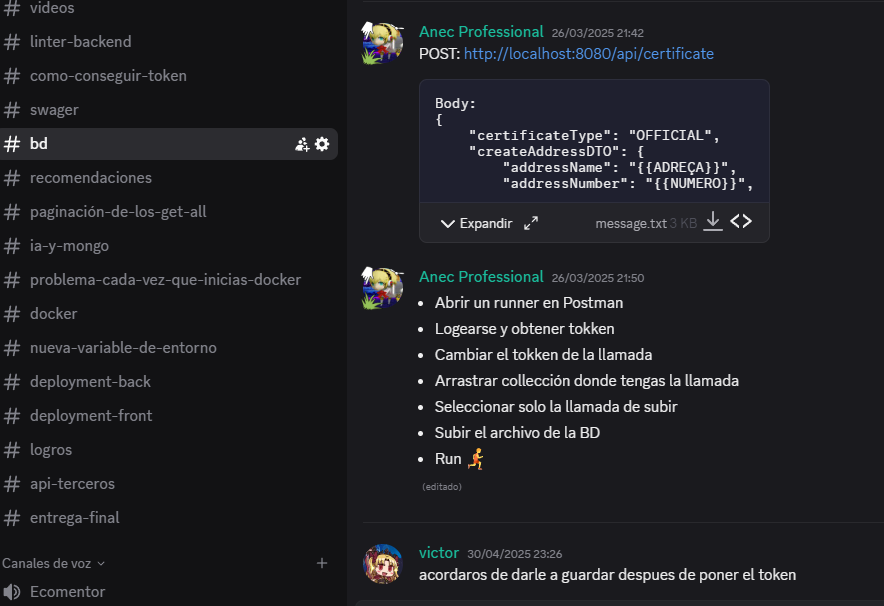 # videos
# linter-backend
# como-conseguir-token
# swager
# bd
# recomendaciones
# paginación-de-los-get-all
# ia-y-mongo
# problema-cada-vez-que-inicias-docker
# docker
# nueva-variable-de-entorno
# deployment-back
# deployment-front
# logros
# api-terceros
# entrega-final
Canales de voz
Ecomentor
Anec Professional 26/03/2025 21:42
POST: http://localhost:8080/api/certificate
Body:
{
    "certificateType": "OFFICIAL",
    "createAddressDTO": {
        "addressName": "{{ADREÇA}}",
        "addressNumber": "{{NUMERO}}",
Expandir message.txt 3 KB
Anec Professional 26/03/2025 21:50
• Abrir un runner en Postman
• Logearse y obtener tokken
• Cambiar el tokken de la llamada
• Arrastrar collección donde tengas la llamada
• Seleccionar solo la llamada de subir
• Subir el archivo de la BD
• Run 🏃
(editado)
victor 30/04/2025 23:26
acordaros de darle a guardar despues de poner el token